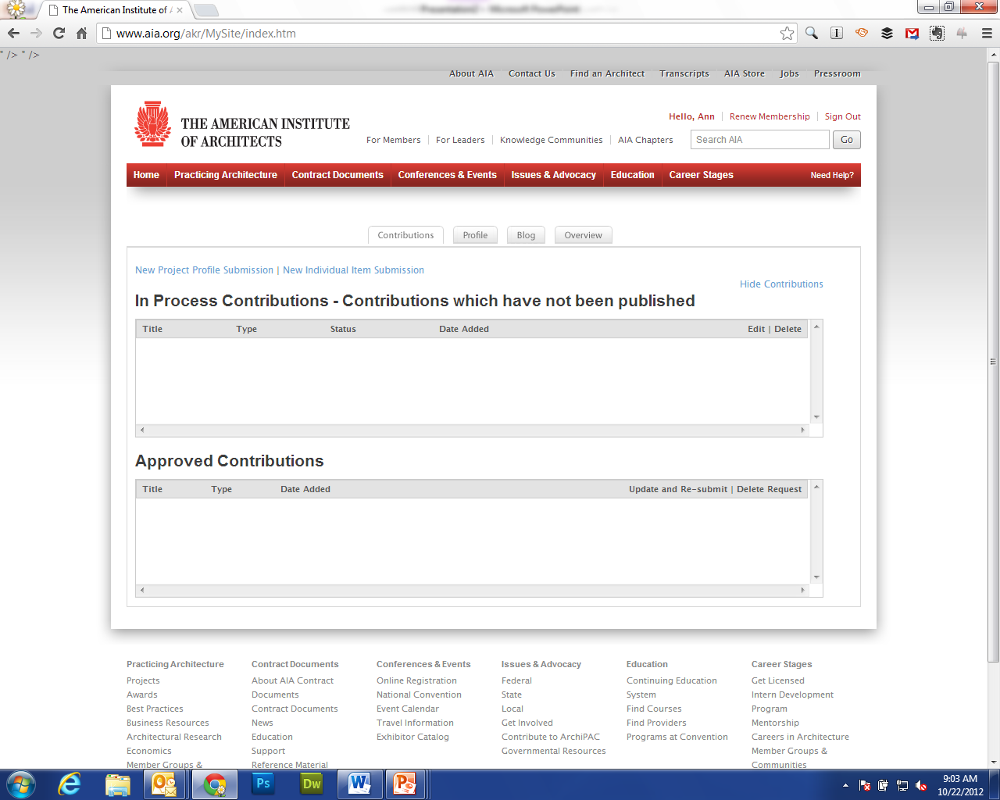 The American Institute of A
Presentation2 - Microsoft PowerPoint
www.aia.org/akr/MySite/index.htm
" /> " />
About AIA Contact Us Find an Architect Transcripts AIA Store Jobs Pressroom
THE AMERICAN INSTITUTE
OF ARCHITECTS
Hello, Ann Renew Membership Sign Out
For Members For Leaders Knowledge Communities AIA Chapters Search AIA Go
Home Practicing Architecture Contract Documents Conferences & Events Issues & Advocacy Education Career Stages Need Help?
Contributions Profile Blog Overview
New Project Profile Submission | New Individual Item Submission
Hide Contributions
In Process Contributions - Contributions which have not been published
Title Type Status Date Added Edit | Delete
Approved Contributions
Title Type Date Added Update and Re-submit | Delete Request
Practicing Architecture
Projects
Awards
Best Practices
Business Resources
Architectural Research
Economics
Member Groups &
Contract Documents
About AIA Contract
Documents
Contract Documents
News
Education
Support
Reference Material
Conferences & Events
Online Registration
National Convention
Event Calendar
Travel Information
Exhibitor Catalog
Issues & Advocacy
Federal
State
Local
Get Involved
Contribute to ArchiPAC
Governmental Resources
Education
Continuing Education
System
Find Courses
Find Providers
Programs at Convention
Career Stages
Get Licensed
Intern Development
Program
Mentorship
Careers in Architecture
Member Groups &
Communities
Ps Dw W P
9:03 AM
10/22/2012